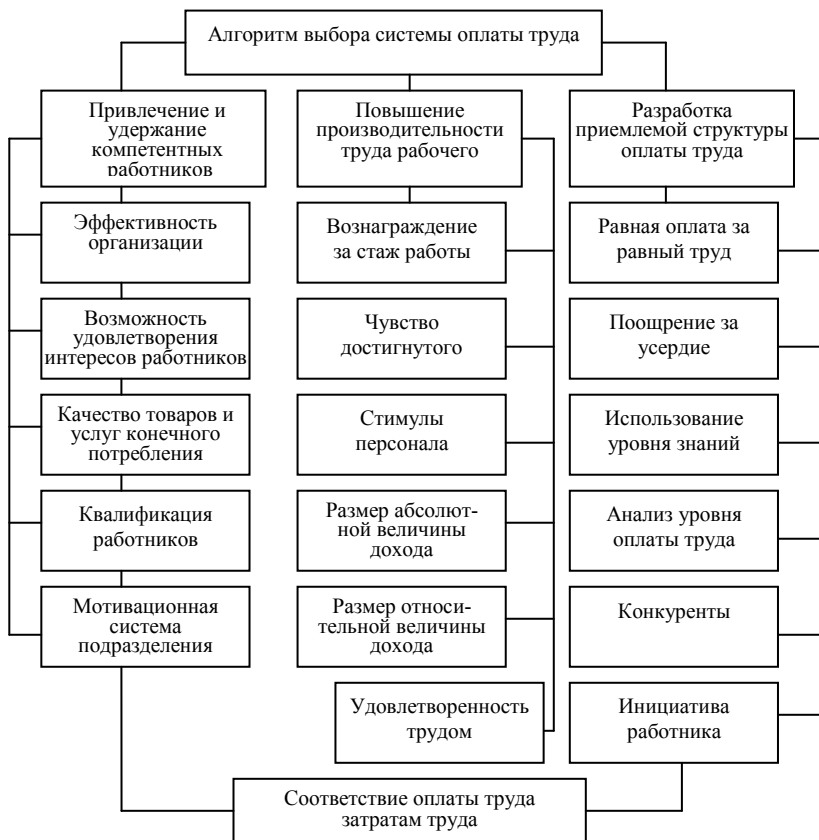 Алгоритм выбора системы оплаты труда
Привлечение и
удержание
компетентных
работников
Эффективность
организации
Возможность
удовлетворения
интересов работников
Качество товаров и
услуг конечного
потребления
Квалификация
работников
Мотивационная
система
подразделения
Повышение
производительности
труда рабочего
Вознаграждение
за стаж работы
Чувство
достигнутого
Стимулы
персонала
Размер абсолют-
ной величины
дохода
Размер относи-
тельной величины
дохода
Удовлетворенность
трудом
Разработка
приемлемой структуры
оплаты труда
Равная оплата за
равный труд
Поощрение за
усердие
Использование
уровня знаний
Анализ уровня
оплаты труда
Конкуренты
Инициатива
работника
Соответствие оплаты труда
затратам труда